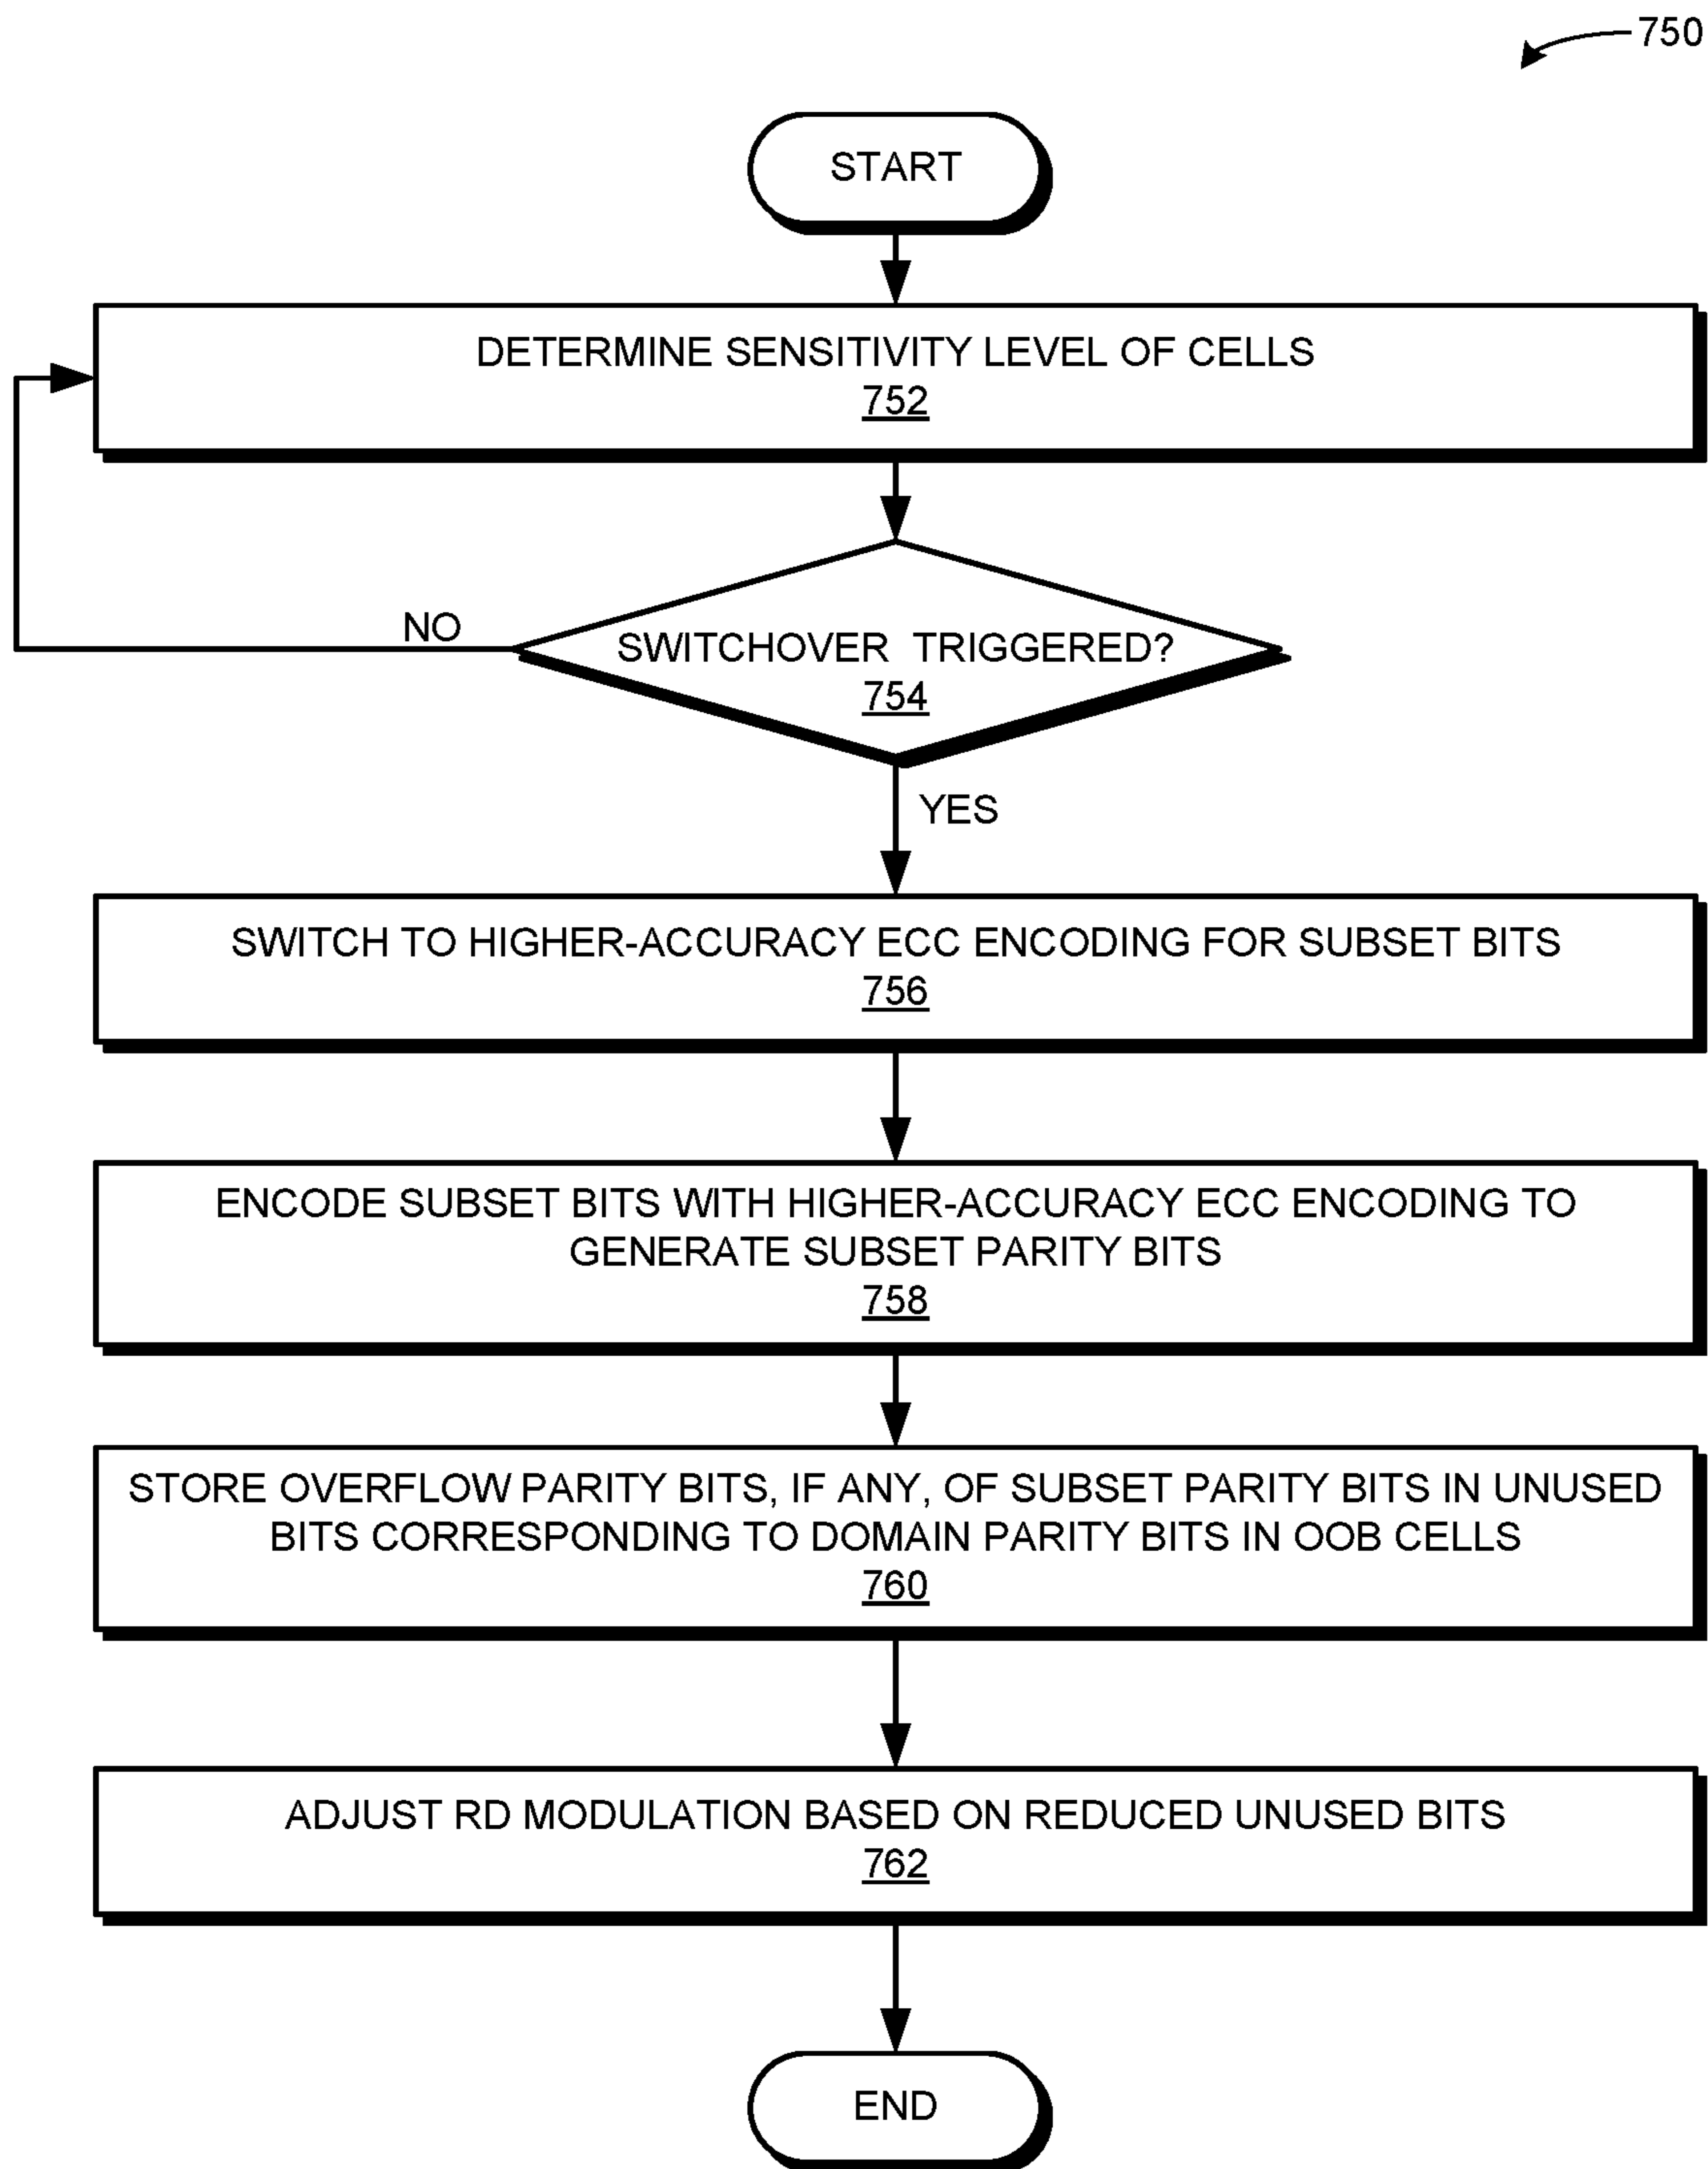 750
START
DETERMINE SENSITIVITY LEVEL OF CELLS
752
NO
SWITCHOVER TRIGGERED?
754
YES
SWITCH TO HIGHER-ACCURACY ECC ENCODING FOR SUBSET BITS
756
ENCODE SUBSET BITS WITH HIGHER-ACCURACY ECC ENCODING TO
GENERATE SUBSET PARITY BITS
758
STORE OVERFLOW PARITY BITS, IF ANY, OF SUBSET PARITY BITS IN UNUSED
BITS CORRESPONDING TO DOMAIN PARITY BITS IN OOB CELLS
760
ADJUST RD MODULATION BASED ON REDUCED UNUSED BITS
762
END